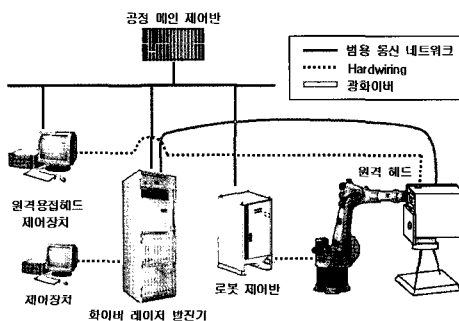 공정 메인 제어반
범용 통신 네트워크
Hardwiring
광화이버
원격 헤드
원격용접헤드
제어장치
제어장치
화이버 레이저 발진기
로봇 제어반